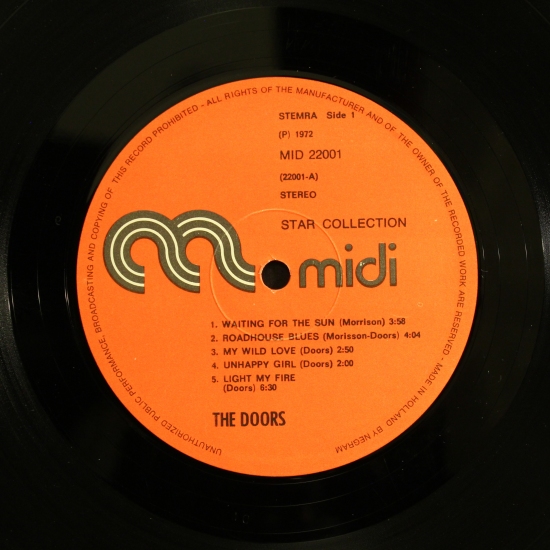 UNAUTHORIZED PUBLIC PERFORMANCE, BROADCASTING AND COPYING OF THIS RECORD PROHIBITED - ALL RIGHTS OF THE MANUFACTURER AND OF THE OWNER OF THE RECORDED WORK ARE RESERVED - MADE IN HOLLAND BY NEGRAM
STEMRA Side 1
(P) 1972
MID 22001
(22001-A)
STEREO
STAR COLLECTION
midi
1. WAITING FOR THE SUN (Morrison) 3:58
2. ROADHOUSE BLUES (Morisson-Doors) 4:04
3. MY WILD LOVE (Doors) 2:50
4. UNHAPPY GIRL (Doors) 2:00
5. LIGHT MY FIRE
(Doors) 6:30
THE DOORS